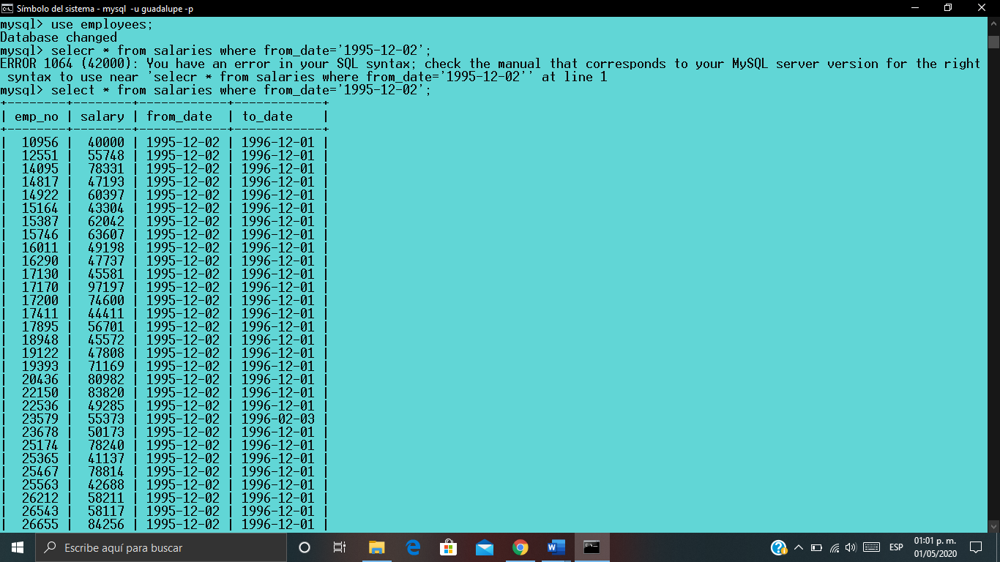 Símbolo del sistema - mysql  -u guadalupe -p
mysql> use employees;
Database changed
mysql> selecr * from salaries where from_date='1995-12-02';
ERROR 1064 (42000): You have an error in your SQL syntax; check the manual that corresponds to your MySQL server version for the right
 syntax to use near 'selecr * from salaries where from_date='1995-12-02'' at line 1
mysql> select * from salaries where from_date='1995-12-02';
+--------+--------+------------+------------+
| emp_no | salary | from_date  | to_date    |
+--------+--------+------------+------------+
|  10956 |  40000 | 1995-12-02 | 1996-12-01 |
|  12551 |  55748 | 1995-12-02 | 1996-12-01 |
|  14095 |  78331 | 1995-12-02 | 1996-12-01 |
|  14817 |  47193 | 1995-12-02 | 1996-12-01 |
|  14922 |  60397 | 1995-12-02 | 1996-12-01 |
|  15164 |  43304 | 1995-12-02 | 1996-12-01 |
|  15387 |  62042 | 1995-12-02 | 1996-12-01 |
|  15746 |  63607 | 1995-12-02 | 1996-12-01 |
|  16011 |  49198 | 1995-12-02 | 1996-12-01 |
|  16290 |  47737 | 1995-12-02 | 1996-12-01 |
|  17130 |  45581 | 1995-12-02 | 1996-12-01 |
|  17170 |  97197 | 1995-12-02 | 1996-12-01 |
|  17200 |  74600 | 1995-12-02 | 1996-12-01 |
|  17411 |  44411 | 1995-12-02 | 1996-12-01 |
|  17895 |  56701 | 1995-12-02 | 1996-12-01 |
|  18948 |  45572 | 1995-12-02 | 1996-12-01 |
|  19122 |  47808 | 1995-12-02 | 1996-12-01 |
|  19393 |  71169 | 1995-12-02 | 1996-12-01 |
|  20436 |  80982 | 1995-12-02 | 1996-12-01 |
|  22150 |  83820 | 1995-12-02 | 1996-12-01 |
|  22536 |  49285 | 1995-12-02 | 1996-12-01 |
|  23579 |  55373 | 1995-12-02 | 1996-02-03 |
|  23678 |  50173 | 1995-12-02 | 1996-12-01 |
|  25174 |  78240 | 1995-12-02 | 1996-12-01 |
|  25365 |  41137 | 1995-12-02 | 1996-12-01 |
|  25467 |  78814 | 1995-12-02 | 1996-12-01 |
|  25563 |  42688 | 1995-12-02 | 1996-12-01 |
|  26212 |  58211 | 1995-12-02 | 1996-12-01 |
|  26543 |  58117 | 1995-12-02 | 1996-12-01 |
|  26655 |  84256 | 1995-12-02 | 1996-12-01 |
Escribe aquí para buscar
ESP
01:01 p. m.
01/05/2020